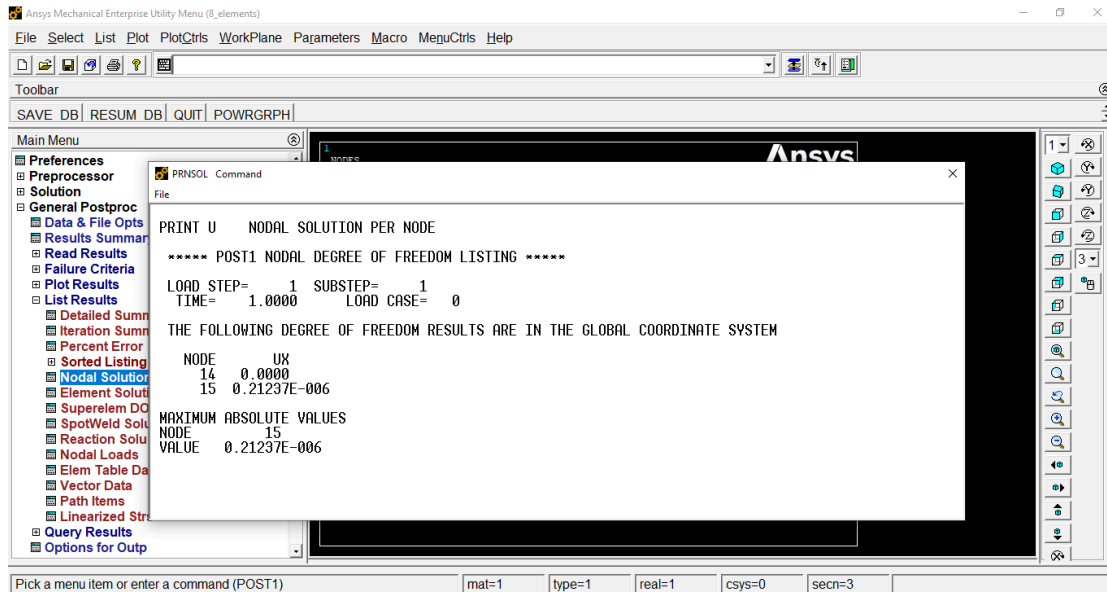 Ansys Mechanical Enterprise Utility Menu (8_elements)
File Select List Plot PlotCtrls WorkPlane Parameters Macro MenuCtrls Help
Toolbar
SAVE_DB RESUM_DB QUIT POWRGRPH
Main Menu
Preferences
Preprocessor
Solution
General Postproc
Data & File Opts
Results Summar
Read Results
Failure Criteria
Plot Results
List Results
Detailed Summ
Iteration Summ
Percent Error
Sorted Listing
Nodal Solution
Element Soluti
Superelem DO
SpotWeld Solu
Reaction Solu
Nodal Loads
Elem Table Da
Vector Data
Path Items
Linearized Strs
Query Results
Options for Outp
1
NODES
Ansys
PRNSOL Command
File
PRINT U NODAL SOLUTION PER NODE
***** POST1 NODAL DEGREE OF FREEDOM LISTING *****
LOAD STEP= 1 SUBSTEP= 1
TIME= 1.0000 LOAD CASE= 0
THE FOLLOWING DEGREE OF FREEDOM RESULTS ARE IN THE GLOBAL COORDINATE SYSTEM
NODE UX
14 0.0000
15 0.21237E-006
MAXIMUM ABSOLUTE VALUES
NODE 15
VALUE 0.21237E-006
1
3
Pick a menu item or enter a command (POST1)
mat=1
type=1
real=1
csys=0
secn=3